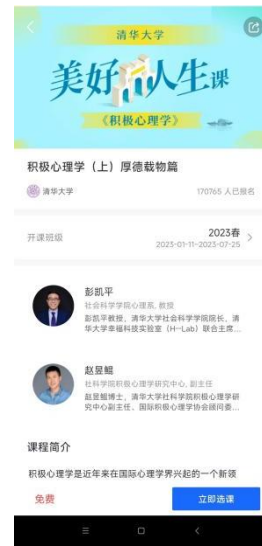 清华大学
美好人生课
《积极心理学》
积极心理学（上）厚德载物篇
清华大学
170765 人已报名
开课班级
2023春
2023-01-11~2023-07-25
彭凯平
社会科学学院心理系, 教授
彭凯平教授，清华大学社会科学学院院长、清
华大学幸福科技实验室（H–Lab）联合主席...
赵昱鲲
社科学院积极心理学研究中心, 副主任
赵昱鲲博士，清华大学社科学院积极心理学研
究中心副主任、国际积极心理学协会顾问委...
课程简介
积极心理学是近年来在国际心理学界兴起的一个新领
免费
立即选课